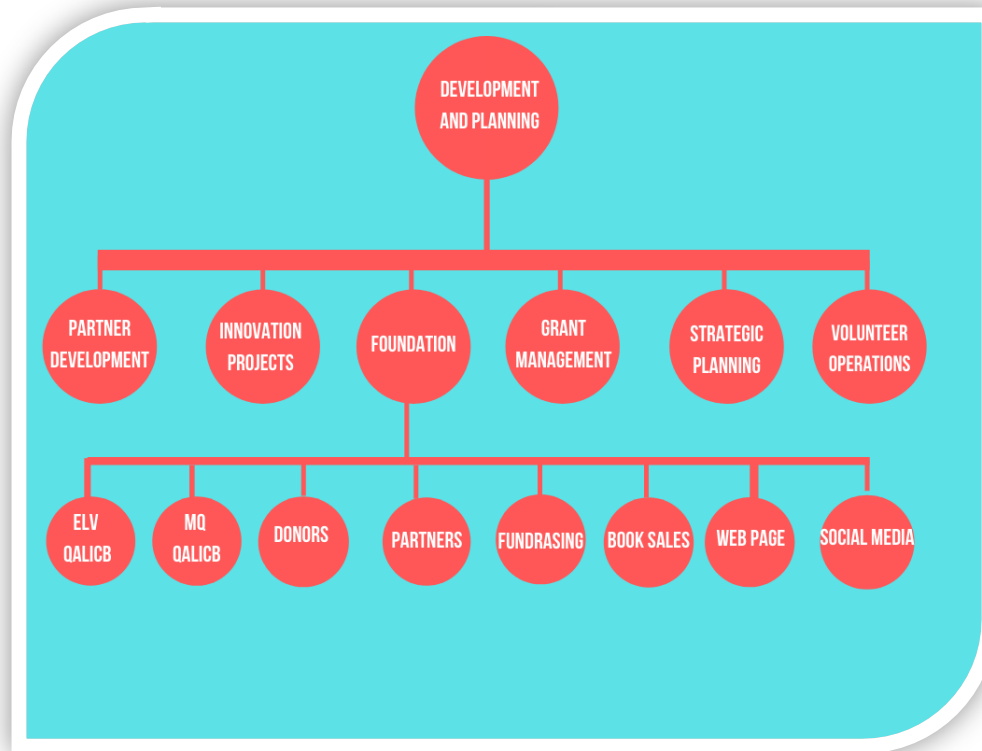 DEVELOPMENT
AND PLANNING
PARTNER
DEVELOPMENT
INNOVATION
PROJECTS
FOUNDATION
GRANT
MANAGEMENT
STRATEGIC
PLANNING
VOLUNTEER
OPERATIONS
ELV
QALICB
MQ
QALICB
DONORS
PARTNERS
FUNDRASING
BOOK SALES
WEB PAGE
SOCIAL MEDIA